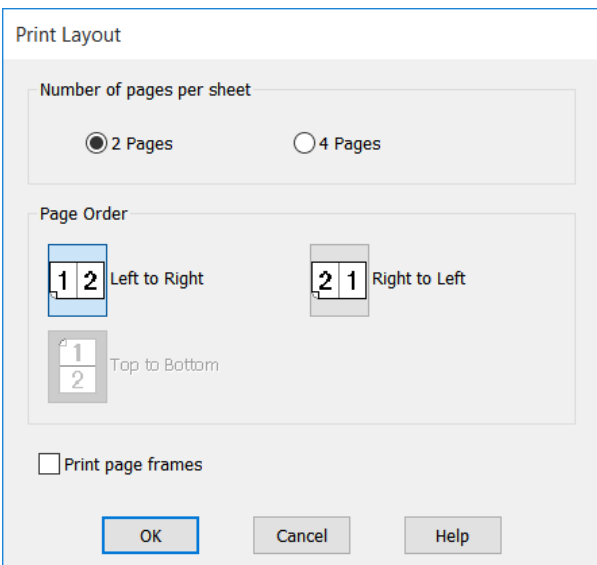 Print Layout
Number of pages per sheet
2 Pages 4 Pages
Page Order
1 2 Left to Right 2 1 Right to Left
1
2 Top to Bottom
Print page frames
OK Cancel Help